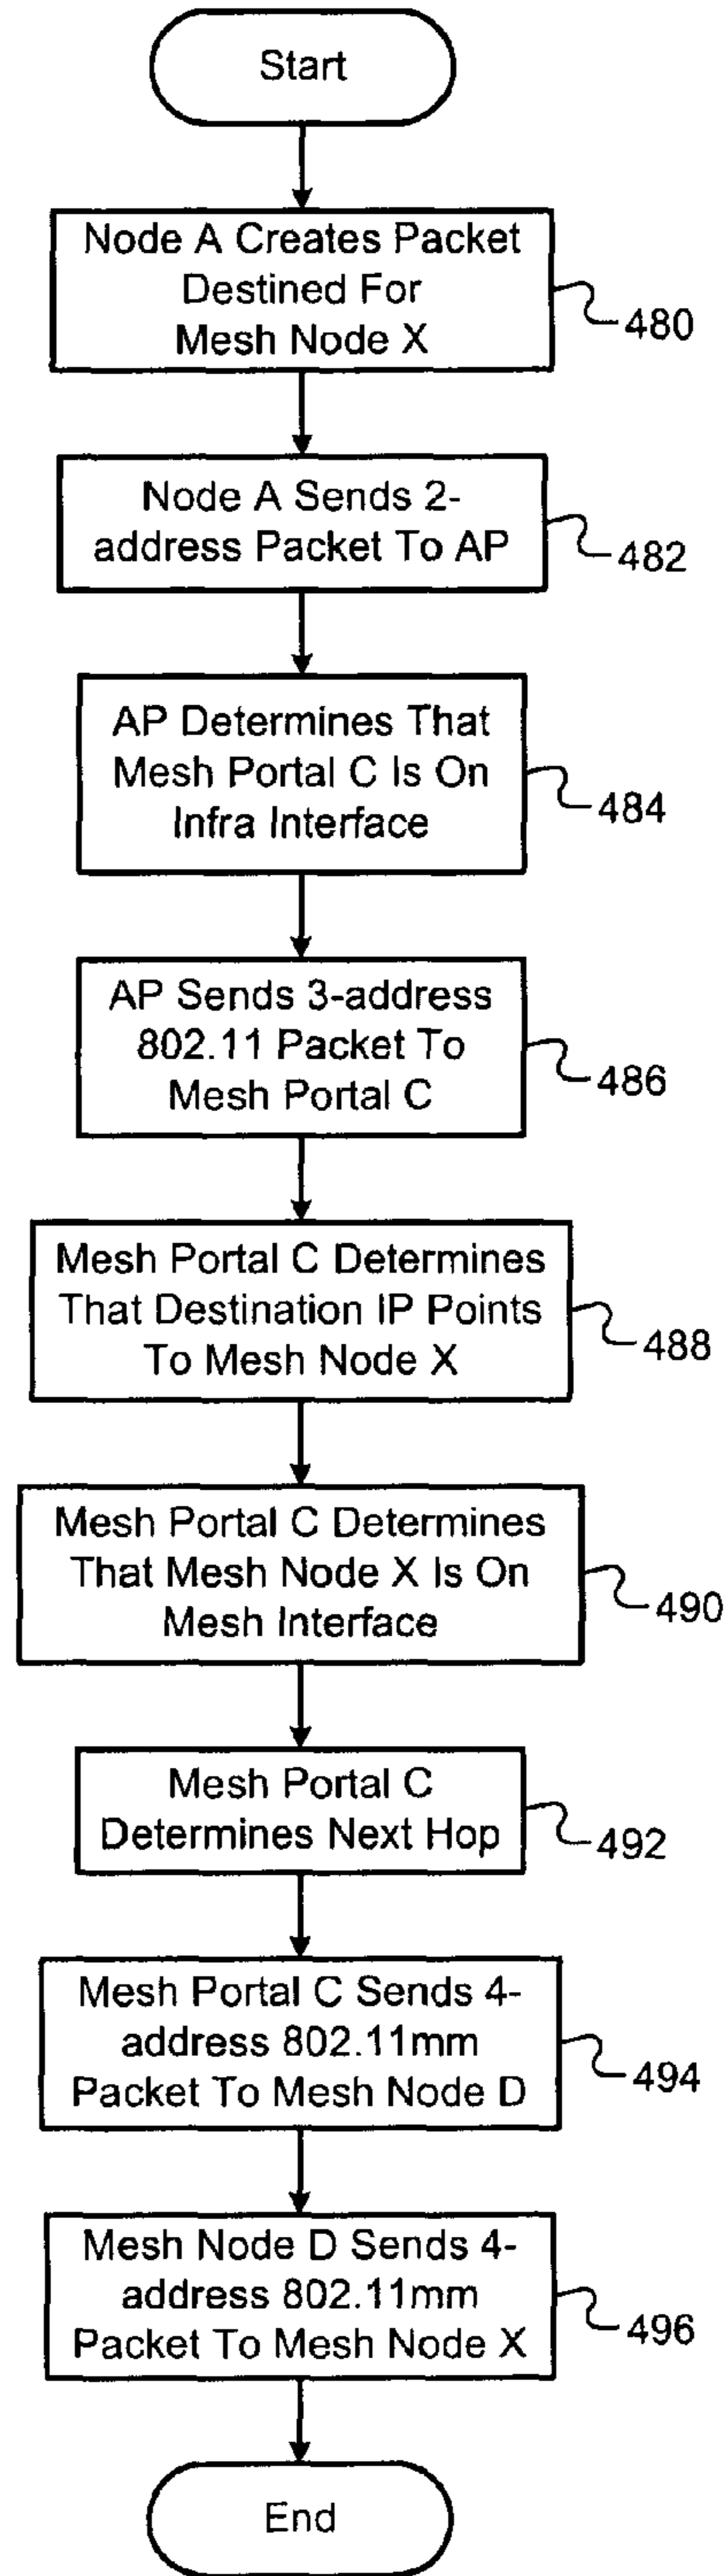 Start
Node A Creates Packet
Destined For
Mesh Node X
480
Node A Sends 2-
address Packet To AP
482
AP Determines That
Mesh Portal C Is On
Infra Interface
484
AP Sends 3-address
802.11 Packet To
Mesh Portal C
486
Mesh Portal C Determines
That Destination IP Points
To Mesh Node X
488
Mesh Portal C Determines
That Mesh Node X Is On
Mesh Interface
490
Mesh Portal C
Determines Next Hop
492
Mesh Portal C Sends 4-
address 802.11mm
Packet To Mesh Node D
494
Mesh Node D Sends 4-
address 802.11mm
Packet To Mesh Node X
496
End